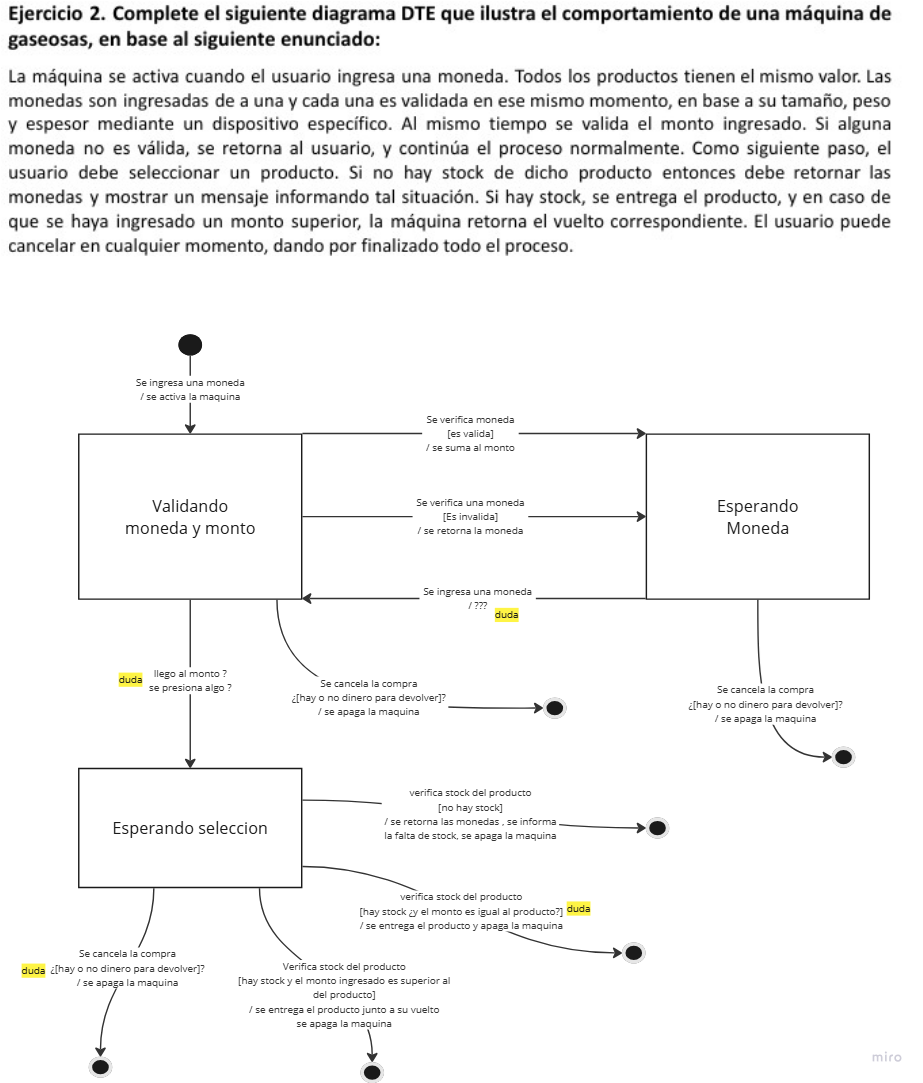 Ejercicio 2. Complete el siguiente diagrama DTE que ilustra el comportamiento de una máquina de
gaseosas, en base al siguiente enunciado:
La máquina se activa cuando el usuario ingresa una moneda. Todos los productos tienen el mismo valor. Las
monedas son ingresadas de a una y cada una es validada en ese mismo momento, en base a su tamaño, peso
y espesor mediante un dispositivo específico. Al mismo tiempo se valida el monto ingresado. Si alguna
moneda no es válida, se retorna al usuario, y continúa el proceso normalmente. Como siguiente paso, el
usuario debe seleccionar un producto. Si no hay stock de dicho producto entonces debe retornar las
monedas y mostrar un mensaje informando tal situación. Si hay stock, se entrega el producto, y en caso de
que se haya ingresado un monto superior, la máquina retorna el vuelto correspondiente. El usuario puede
cancelar en cualquier momento, dando por finalizado todo el proceso.
Se ingresa una moneda
/ se activa la maquina
Se verifica moneda
[es valida]
/ se suma al monto
Validando
moneda y monto
Se verifica una moneda
[Es invalida]
/ se retorna la moneda
Esperando
Moneda
Se ingresa una moneda
/ ???
duda
duda
llego al monto ?
se presiona algo ?
Se cancela la compra
¿[hay o no dinero para devolver]?
/ se apaga la maquina
Se cancela la compra
¿[hay o no dinero para devolver]?
/ se apaga la maquina
Esperando seleccion
verifica stock del producto
[no hay stock]
/ se retorna las monedas , se informa
la falta de stock, se apaga la maquina
verifica stock del producto
[hay stock ¿y el monto es igual al producto?]
/ se entrega el producto y apaga la maquina
duda
Se cancela la compra
duda ¿[hay o no dinero para devolver]?
/ se apaga la maquina
Verifica stock del producto
[hay stock y el monto ingresado es superior al
del producto]
/ se entrega el producto junto a su vuelto
se apaga la maquina
miro